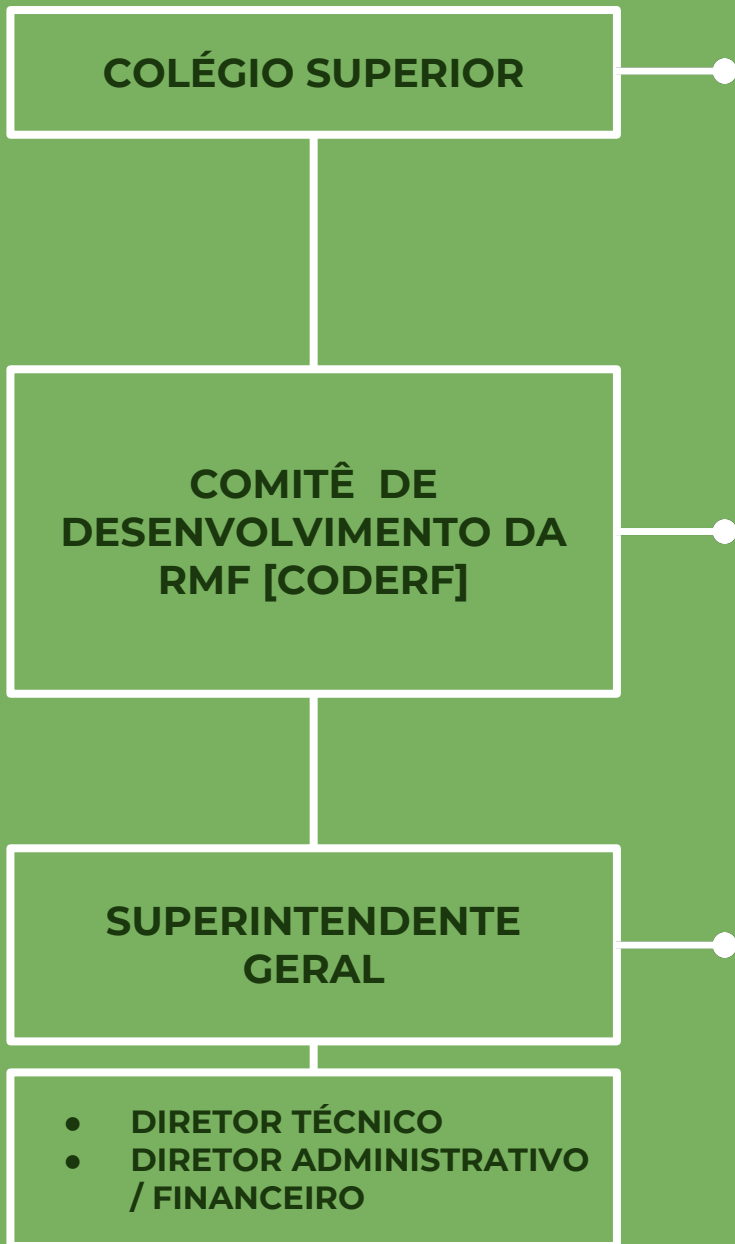 COLÉGIO SUPERIOR
COMITÊ DE
DESENVOLVIMENTO DA
RMF [CODERF]
SUPERINTENDENTE
GERAL
● DIRETOR TÉCNICO
● DIRETOR ADMINISTRATIVO
/ FINANCEIRO